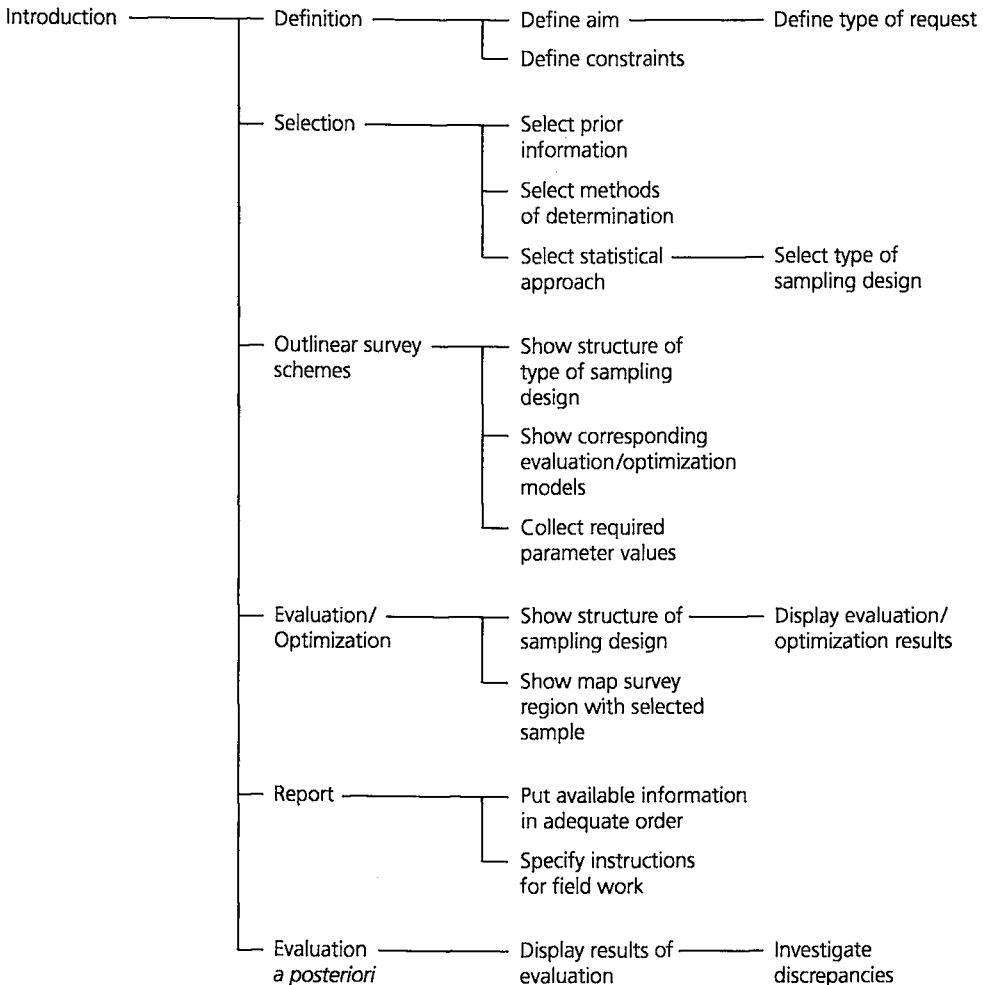 Introduction
Definition
Define aim
Define type of request
Define constraints
Selection
Select prior
information
Select methods
of determination
Select statistical
approach
Select type of
sampling design
Outlinear survey
schemes
Show structure of
type of sampling
design
Show corresponding
evaluation/optimization
models
Collect required
parameter values
Evaluation/
Optimization
Show structure of
sampling design
Display evaluation/
optimization results
Show map survey
region with selected
sample
Report
Put available information
in adequate order
Specify instructions
for field work
Evaluation
a posteriori
Display results of
evaluation
Investigate
discrepancies